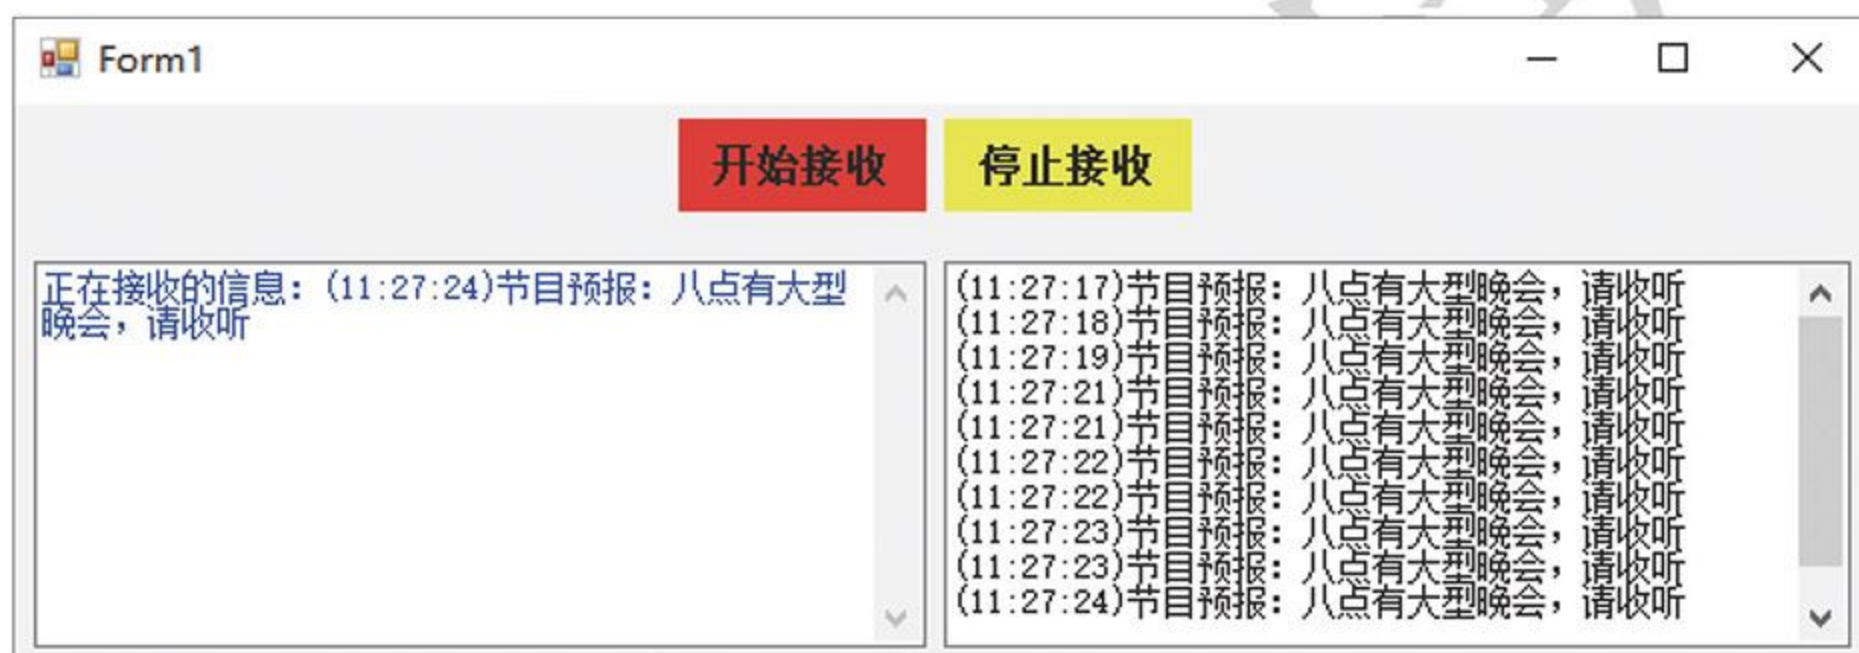 Form1
开始接收 停止接收
正在接收的信息：(11:27:24)节目预报：八点有大型
晚会，请收听
(11:27:17)节目预报：八点有大型晚会，请收听
(11:27:18)节目预报：八点有大型晚会，请收听
(11:27:19)节目预报：八点有大型晚会，请收听
(11:27:21)节目预报：八点有大型晚会，请收听
(11:27:21)节目预报：八点有大型晚会，请收听
(11:27:22)节目预报：八点有大型晚会，请收听
(11:27:22)节目预报：八点有大型晚会，请收听
(11:27:23)节目预报：八点有大型晚会，请收听
(11:27:23)节目预报：八点有大型晚会，请收听
(11:27:24)节目预报：八点有大型晚会，请收听